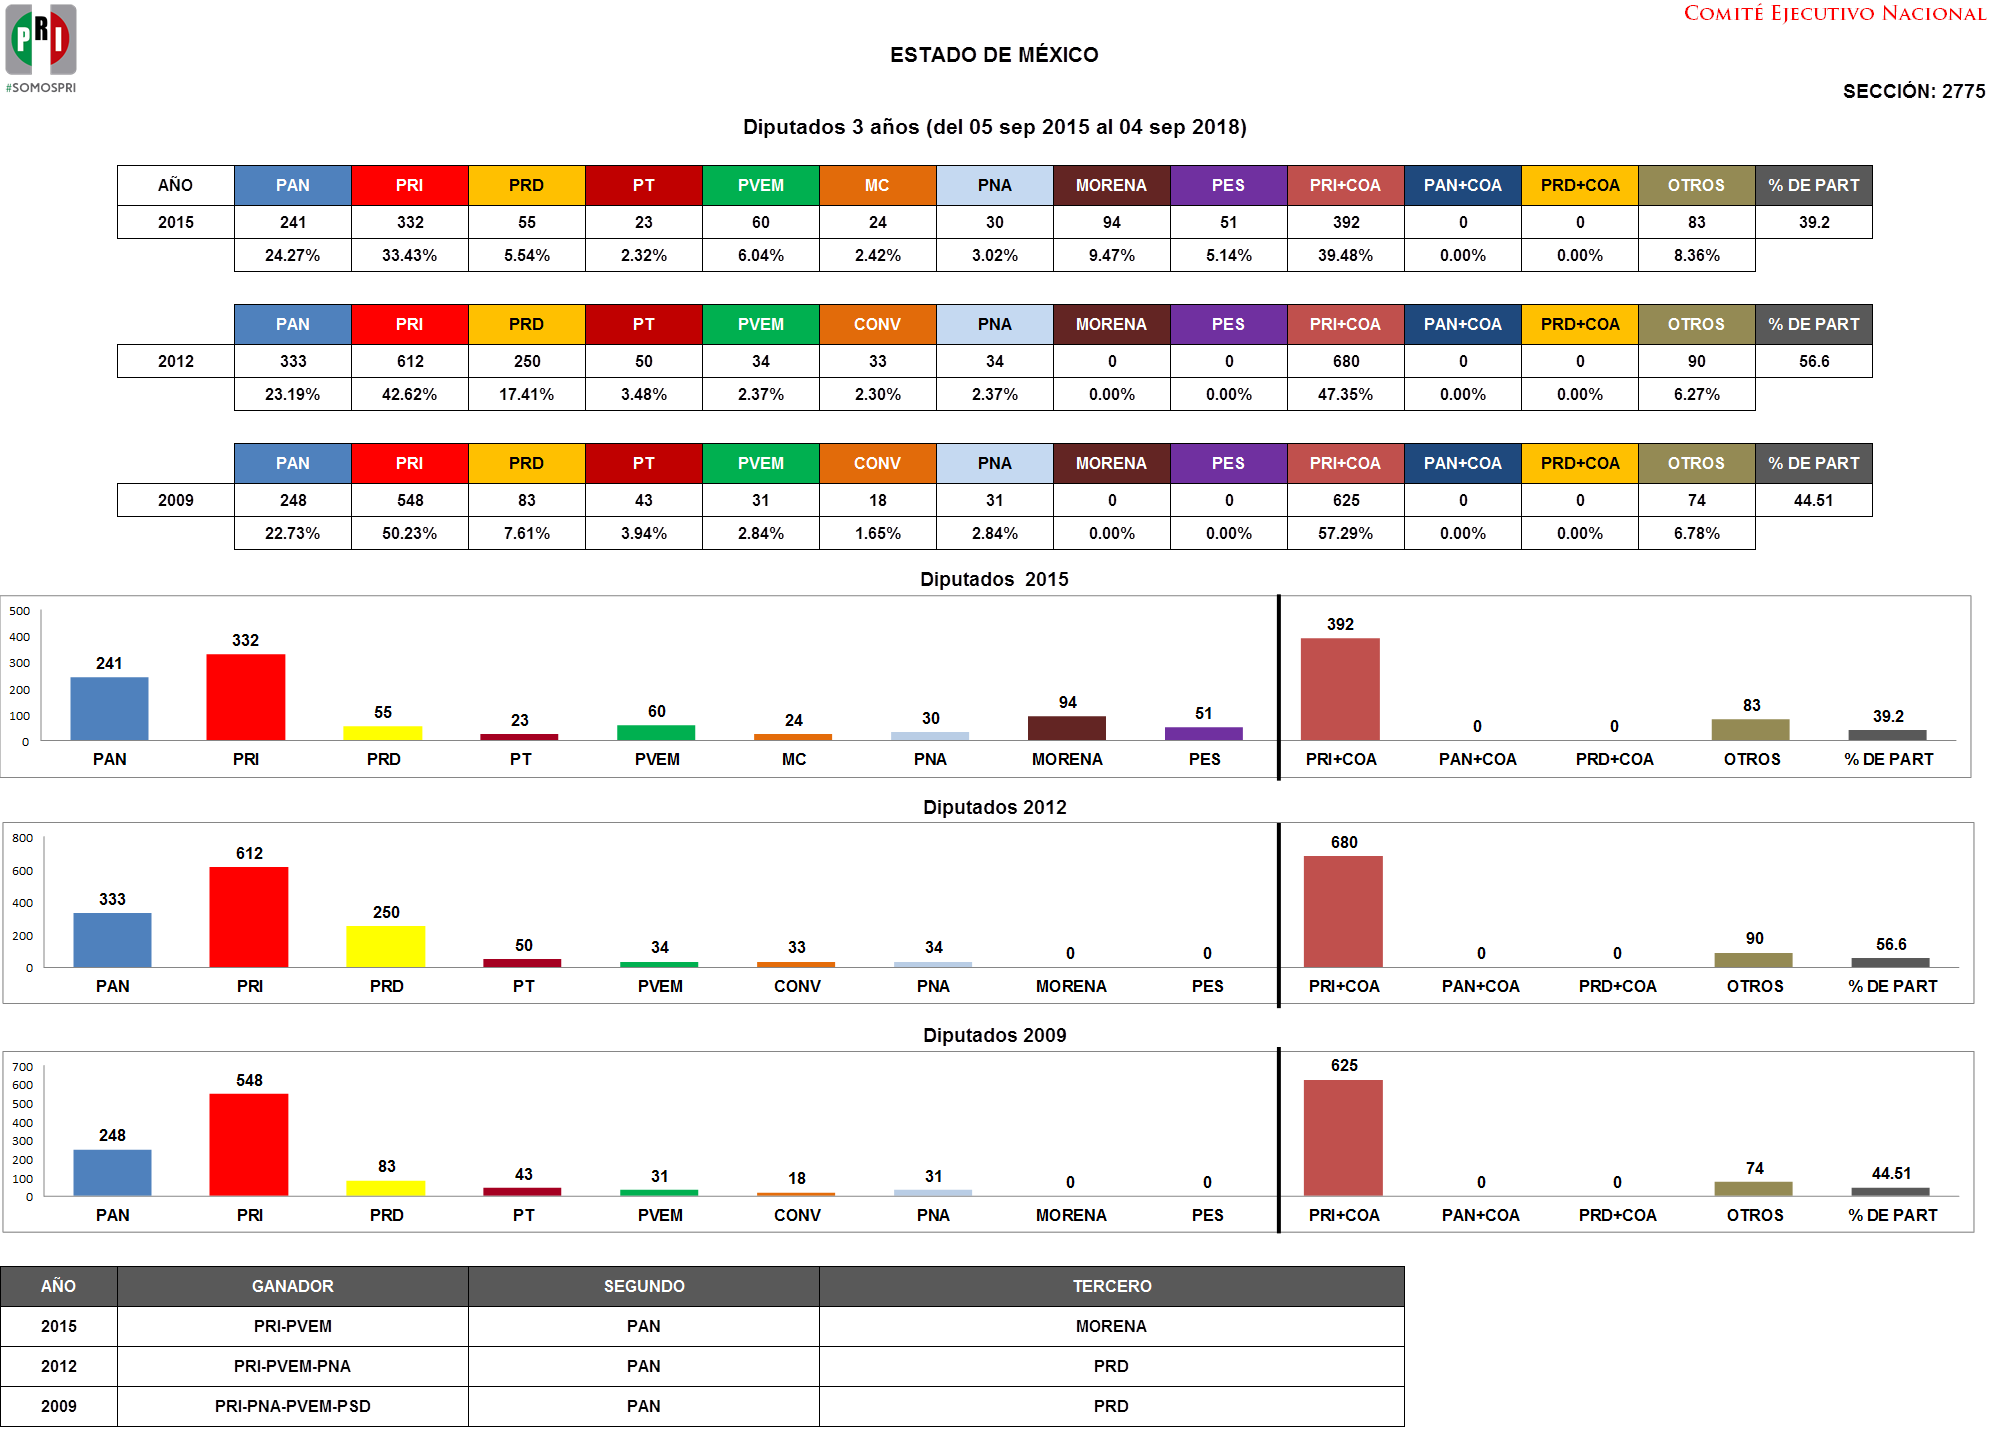 PRI
#SOMOSPRI
COMITÉ EJECUTIVO NACIONAL
ESTADO DE MÉXICO
SECCIÓN: 2775
Diputados 3 años (del 05 sep 2015 al 04 sep 2018)
AÑO PAN PRI PRD PT PVEM MC PNA MORENA PES PRI+COA PAN+COA PRD+COA OTROS % DE PART
2015 241 332 55 23 60 24 30 94 51 392 0 0 83 39.2
24.27% 33.43% 5.54% 2.32% 6.04% 2.42% 3.02% 9.47% 5.14% 39.48% 0.00% 0.00% 8.36%
PAN PRI PRD PT PVEM CONV PNA MORENA PES PRI+COA PAN+COA PRD+COA OTROS % DE PART
2012 333 612 250 50 34 33 34 0 0 680 0 0 90 56.6
23.19% 42.62% 17.41% 3.48% 2.37% 2.30% 2.37% 0.00% 0.00% 47.35% 0.00% 0.00% 6.27%
PAN PRI PRD PT PVEM CONV PNA MORENA PES PRI+COA PAN+COA PRD+COA OTROS % DE PART
2009 248 548 83 43 31 18 31 0 0 625 0 0 74 44.51
22.73% 50.23% 7.61% 3.94% 2.84% 1.65% 2.84% 0.00% 0.00% 57.29% 0.00% 0.00% 6.78%
Diputados 2015
500
400
300
200
100
0
241 332 55 23 60 24 30 94 51 392 0 0 83 39.2
PAN PRI PRD PT PVEM MC PNA MORENA PES PRI+COA PAN+COA PRD+COA OTROS % DE PART
Diputados 2012
800
600
400
200
0
333 612 250 50 34 33 34 0 0 680 0 0 90 56.6
PAN PRI PRD PT PVEM CONV PNA MORENA PES PRI+COA PAN+COA PRD+COA OTROS % DE PART
Diputados 2009
700
600
500
400
300
200
100
0
248 548 83 43 31 18 31 0 0 625 0 0 74 44.51
PAN PRI PRD PT PVEM CONV PNA MORENA PES PRI+COA PAN+COA PRD+COA OTROS % DE PART
AÑO GANADOR SEGUNDO TERCERO
2015 PRI-PVEM PAN MORENA
2012 PRI-PVEM-PNA PAN PRD
2009 PRI-PNA-PVEM-PSD PAN PRD